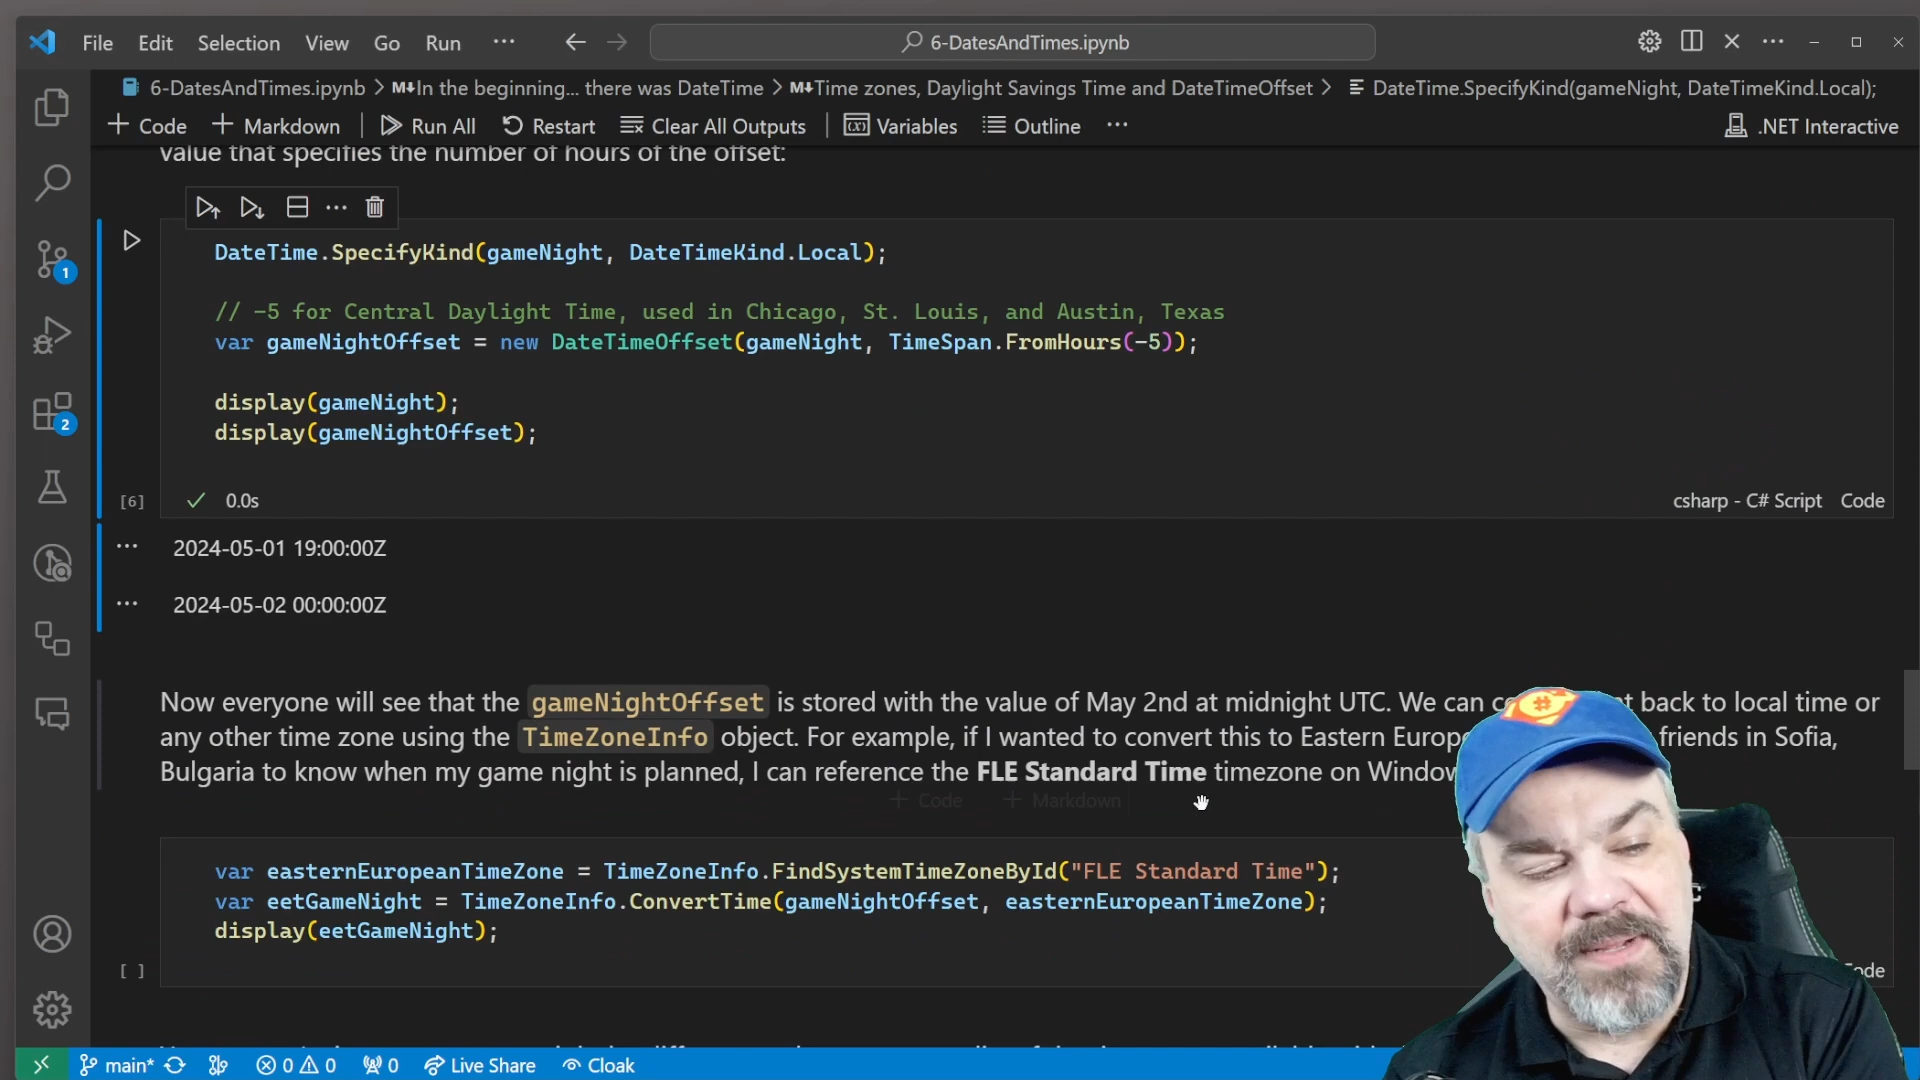 File Edit Selection View Go Run ··· 6-DatesAndTimes.ipynb
6-DatesAndTimes.ipynb > M↓In the beginning... there was DateTime > M↓Time zones, Daylight Savings Time and DateTimeOffset > DateTime.SpecifyKind(gameNight, DateTimeKind.Local);
+ Code + Markdown Run All Restart Clear All Outputs Variables Outline ··· .NET Interactive
value that specifies the number of hours of the offset:
DateTime.SpecifyKind(gameNight, DateTimeKind.Local);
// -5 for Central Daylight Time, used in Chicago, St. Louis, and Austin, Texas
var gameNightOffset = new DateTimeOffset(gameNight, TimeSpan.FromHours(-5));
display(gameNight);
display(gameNightOffset);
[6] ✓ 0.0s csharp - C# Script Code
2024-05-01 19:00:00Z
2024-05-02 00:00:00Z
Now everyone will see that the gameNightOffset is stored with the value of May 2nd at midnight UTC. We can back to local time or
any other time zone using the TimeZoneInfo object. For example, if I wanted to convert this to Eastern friends in Sofia,
Bulgaria to know when my game night is planned, I can reference the FLE Standard Time timezone on
+ Code + Markdown
var easternEuropeanTimeZone = TimeZoneInfo.FindSystemTimeZoneById("FLE Standard Time");
var eetGameNight = TimeZoneInfo.ConvertTime(gameNightOffset, easternEuropeanTimeZone);
display(eetGameNight);
[ ]
1
2
main* 0 0 0 Live Share Cloak